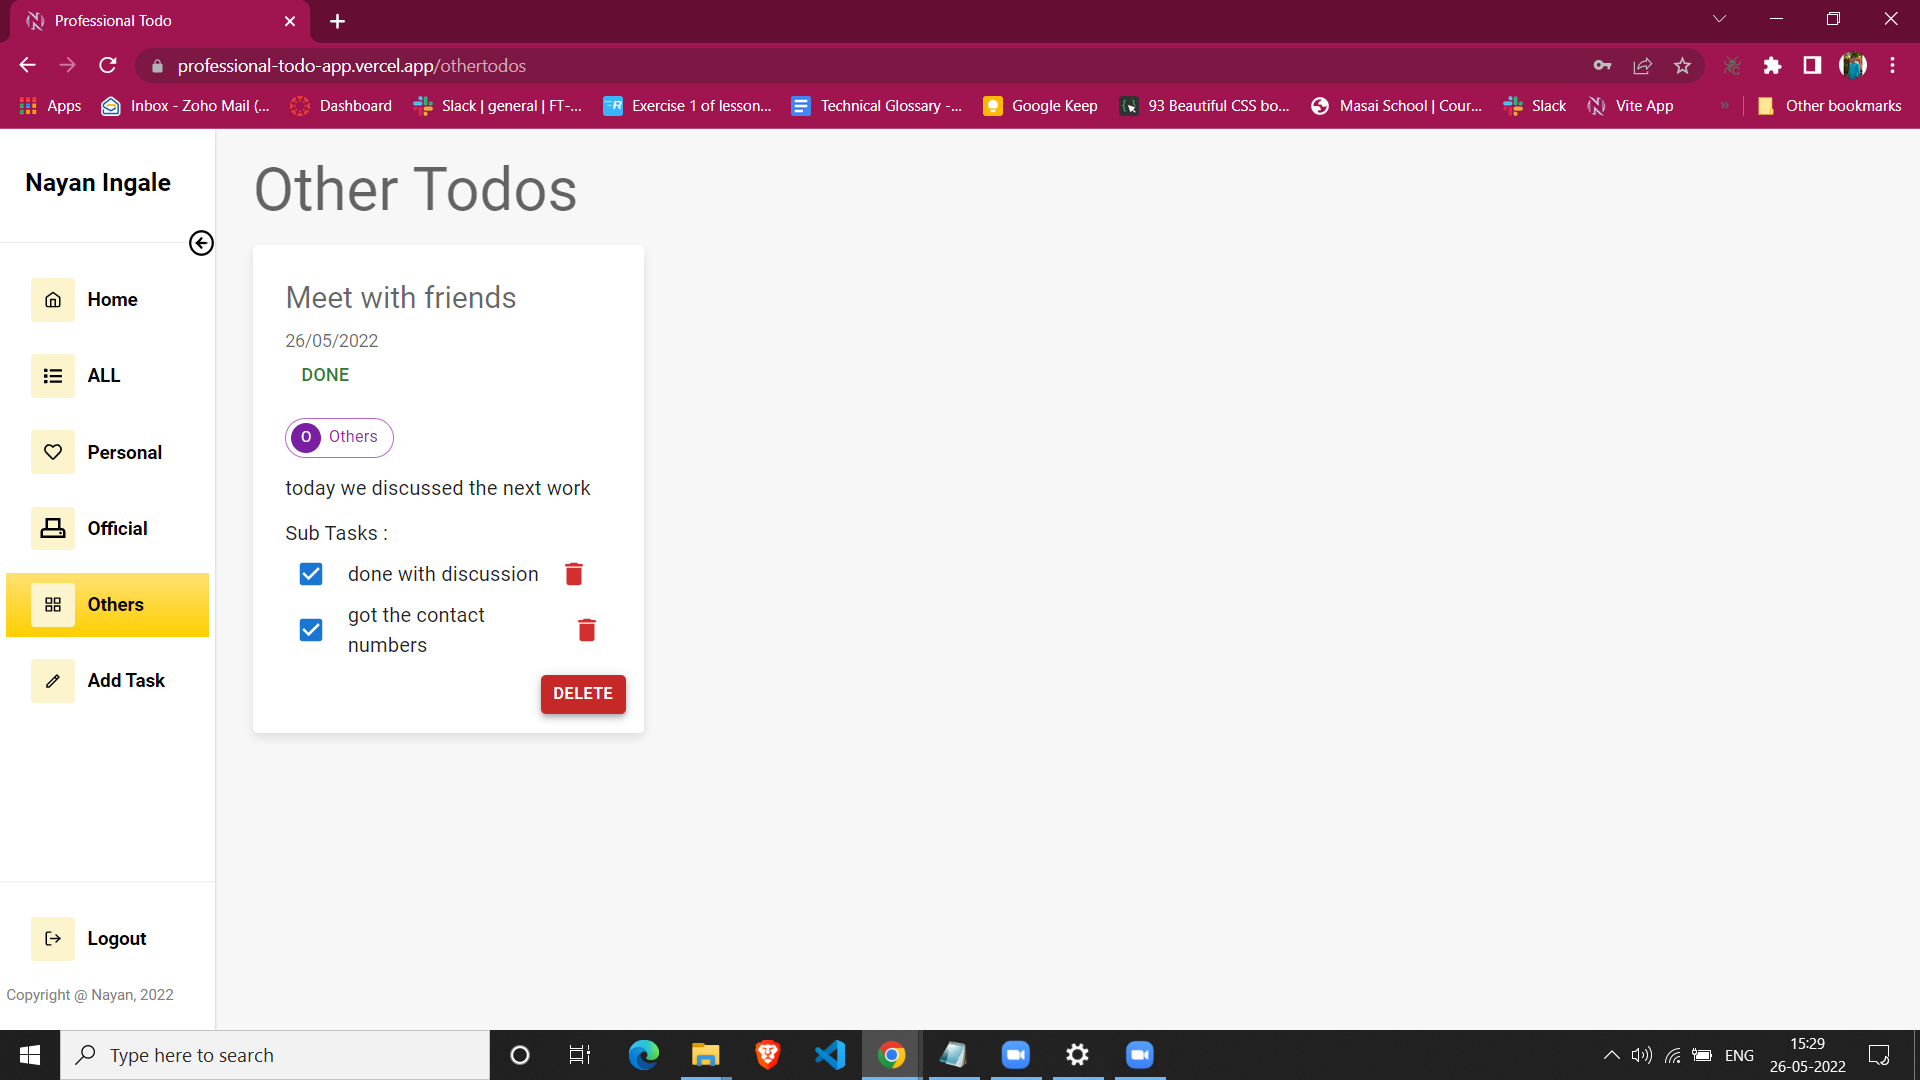 Professional Todo
professional-todo-app.vercel.app/othertodos
Apps
Inbox - Zoho Mail (...
Dashboard
Slack | general | FT-...
Exercise 1 of lesson...
Technical Glossary -...
Google Keep
93 Beautiful CSS bo...
Masai School | Cour...
Slack
Vite App
»
Other bookmarks
Nayan Ingale
Home
ALL
Personal
Official
Others
Add Task
Logout
Copyright @ Nayan, 2022
Other Todos
Meet with friends
26/05/2022
DONE
O Others
today we discussed the next work
Sub Tasks :
done with discussion
got the contact
numbers
DELETE
Type here to search
ENG
15:29
26-05-2022